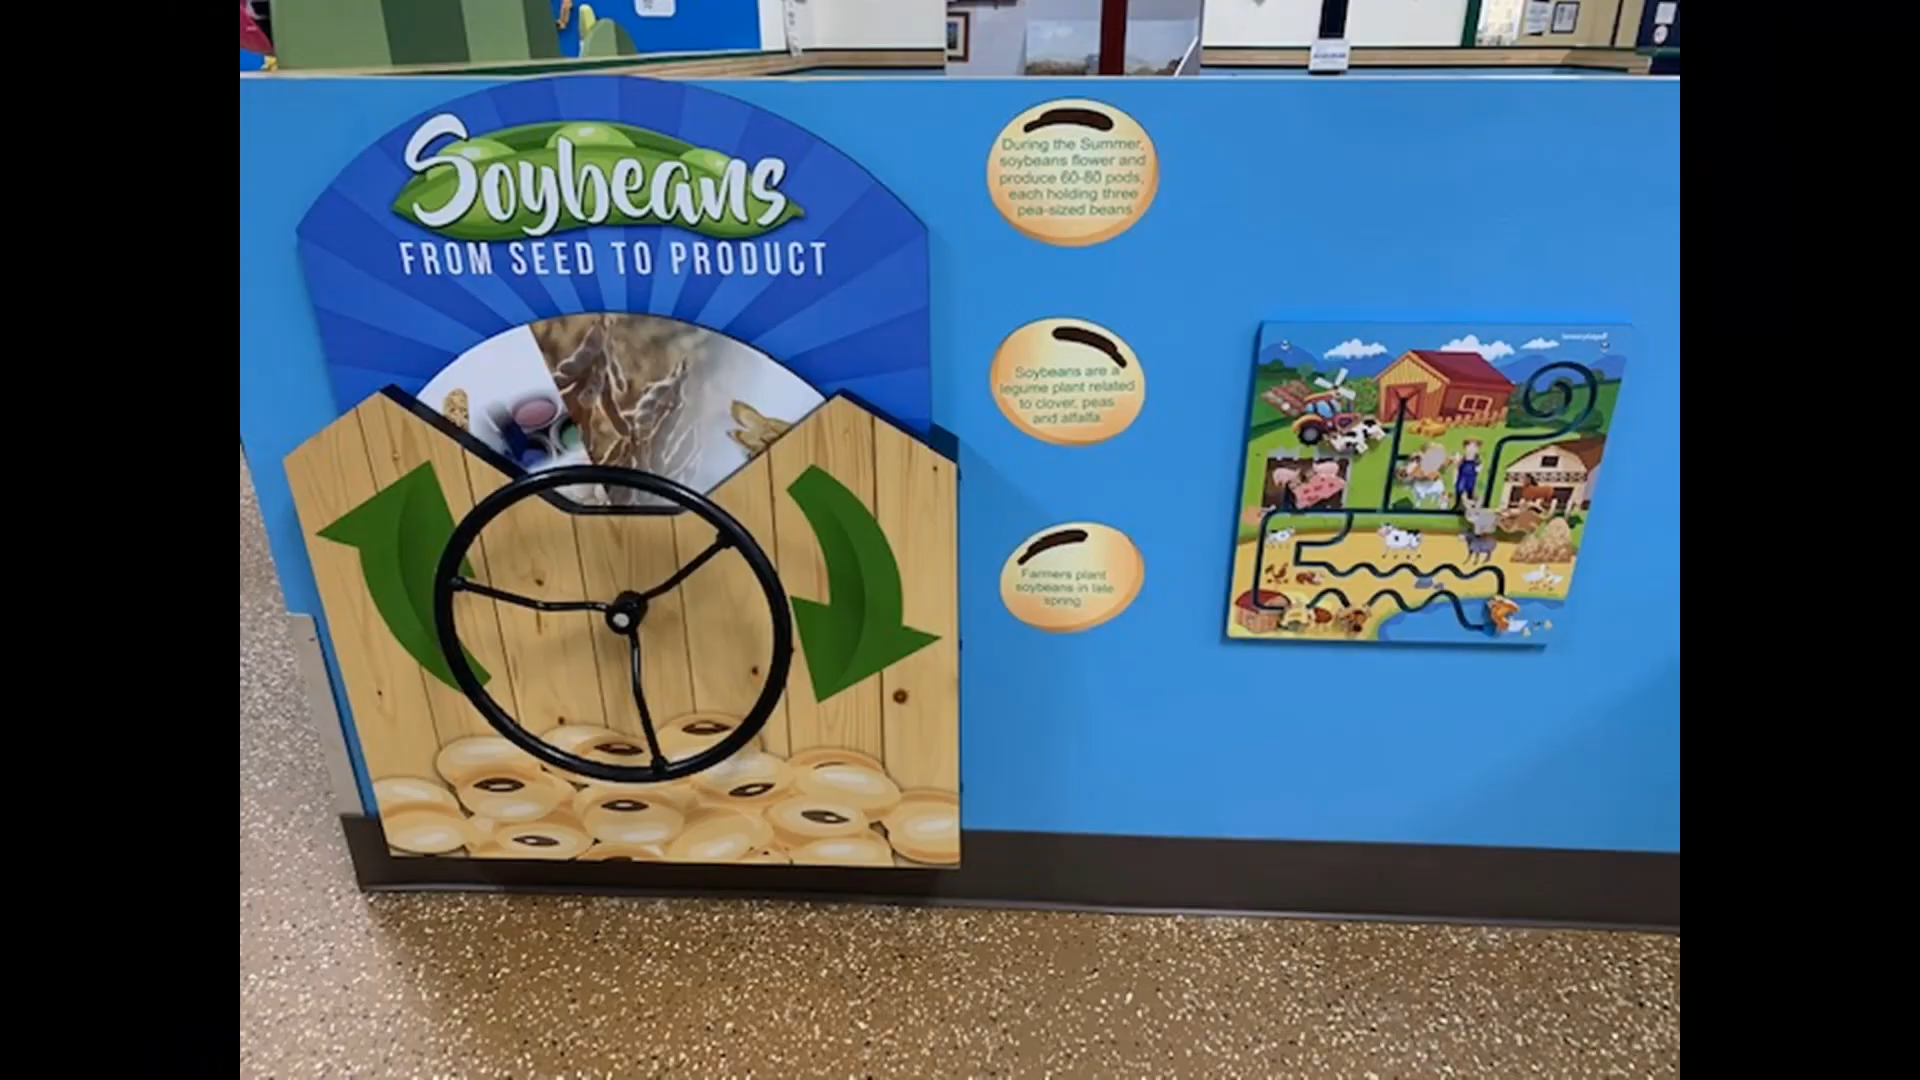 Soybeans
FROM SEED TO PRODUCT
During the Summer,
soybeans flower and
produce 60-80 pods,
each holding three
pea-sized beans
Soybeans are a
legume plant related
to clover, peas
and alfalfa.
Farmers plant
soybeans in late
spring